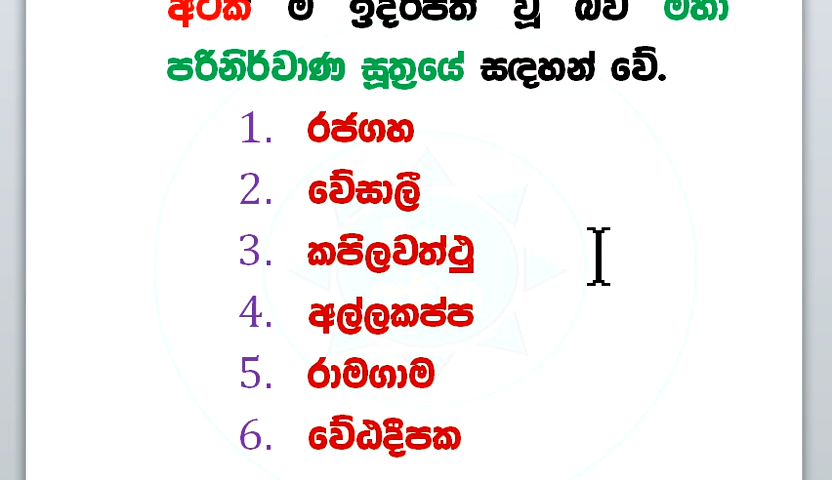 අටක් ම ඉදිරිපත් වූ බව මහා
පරිනිර්වාණ සූත්‍රයේ සඳහන් වේ.
1. රජගහ
2. වේසාලී
3. කපිලවත්ථු
4. අල්ලකප්ප
5. රාමගාම
6. වේඨදීපක